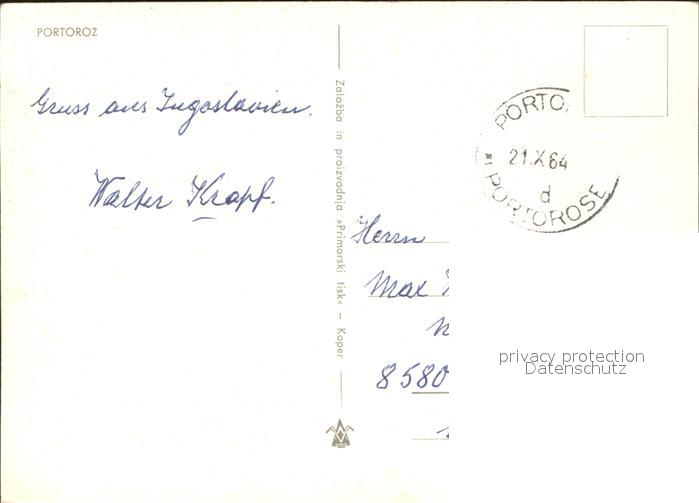 PORTOROZ
Gruss aus Jugoslavien.
Walter Kropf.
Založba in proizvodnja »Primorski tisk« – Koper
PORTO
21.X.64
d
PORTOROSE
Herrn
Max
8580
privacy protection
Datenschutz